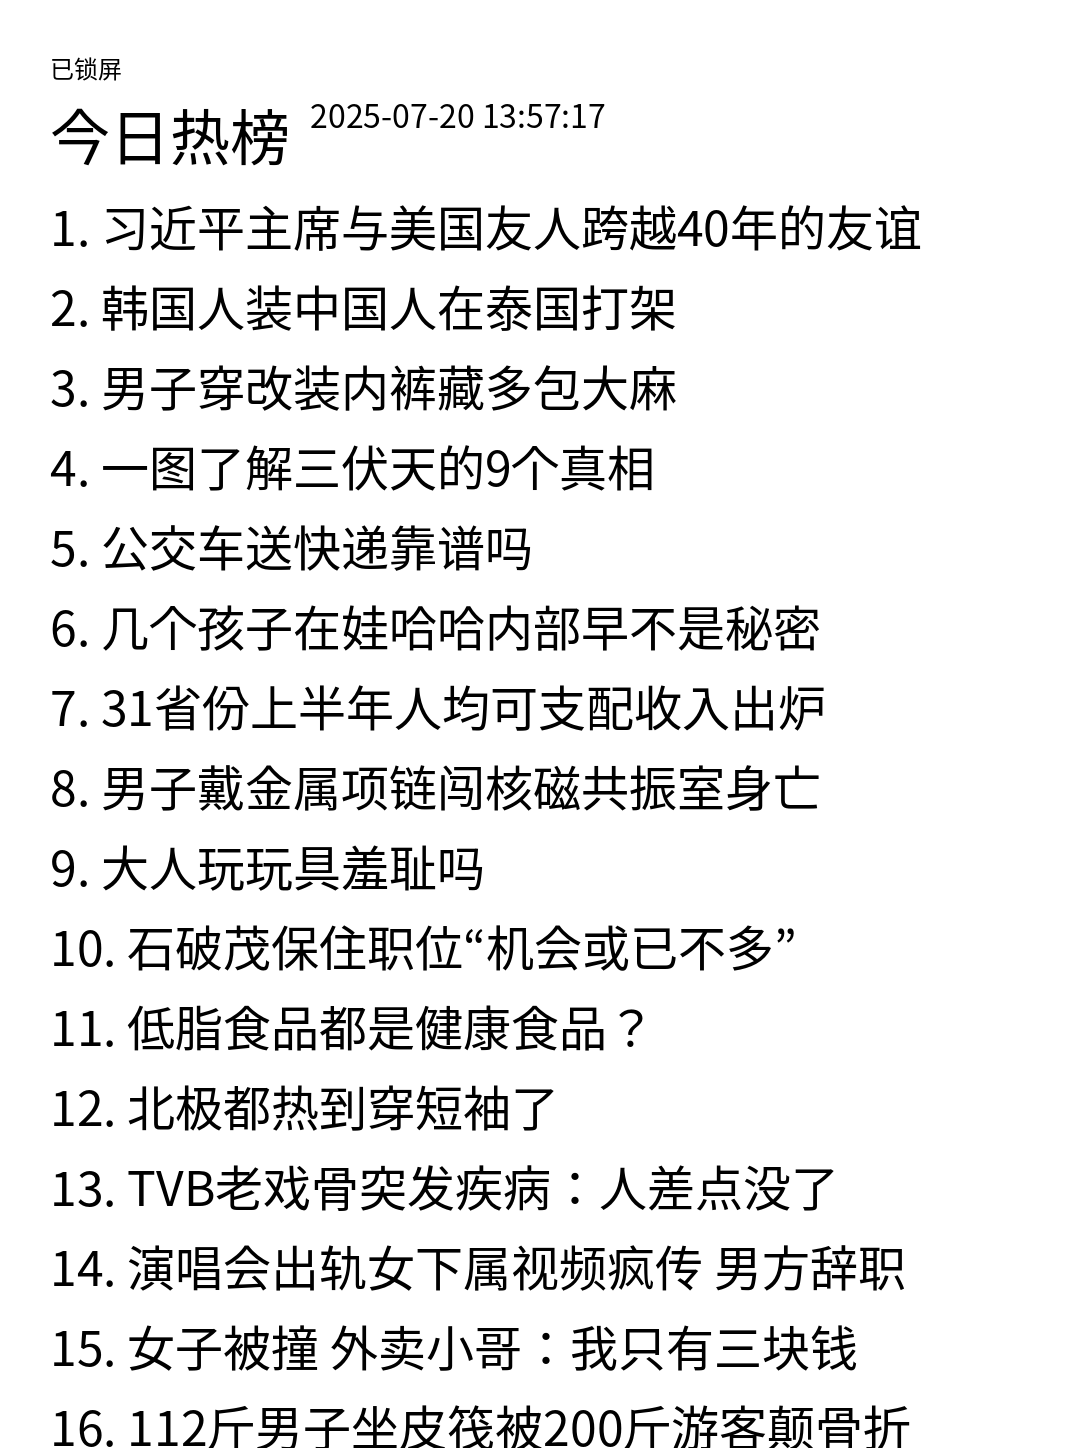 已锁屏
今日热榜 2025-07-20 13:57:17
1. 习近平主席与美国友人跨越40年的友谊
2. 韩国人装中国人在泰国打架
3. 男子穿改装内裤藏多包大麻
4. 一图了解三伏天的9个真相
5. 公交车送快递靠谱吗
6. 几个孩子在娃哈哈内部早不是秘密
7. 31省份上半年人均可支配收入出炉
8. 男子戴金属项链闯核磁共振室身亡
9. 大人玩玩具羞耻吗
10. 石破茂保住职位“机会或已不多”
11. 低脂食品都是健康食品？
12. 北极都热到穿短袖了
13. TVB老戏骨突发疾病：人差点没了
14. 演唱会出轨女下属视频疯传 男方辞职
15. 女子被撞 外卖小哥：我只有三块钱
16. 112斤男子坐皮筏被200斤游客颠骨折